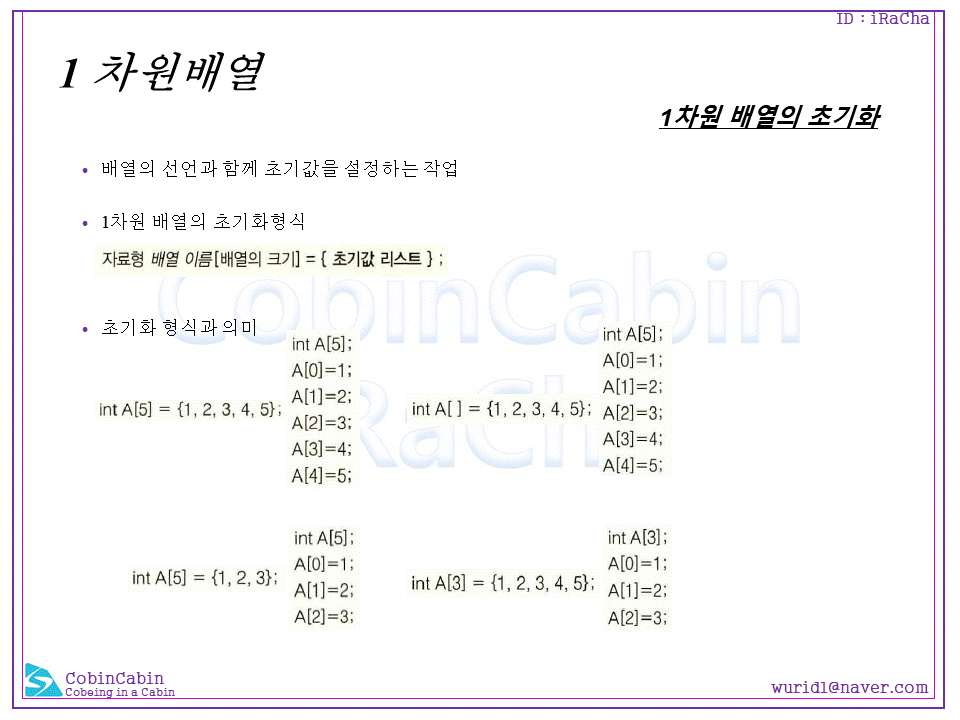 ID : iRaCha
1 차원배열
1차원 배열의 초기화
• 배열의 선언과 함께 초기값을 설정하는 작업
• 1차원 배열의 초기화형식
자료형 배열 이름[배열의 크기] = { 초기값 리스트 } ;
CobinCabin
iRaCha
• 초기화 형식과 의미
int A[5] = {1, 2, 3, 4, 5};
int A[5];
A[0]=1;
A[1]=2;
A[2]=3;
A[3]=4;
A[4]=5;
int A[ ] = {1, 2, 3, 4, 5};
int A[5];
A[0]=1;
A[1]=2;
A[2]=3;
A[3]=4;
A[4]=5;
int A[5] = {1, 2, 3};
int A[5];
A[0]=1;
A[1]=2;
A[2]=3;
int A[3] = {1, 2, 3, 4, 5};
int A[3];
A[0]=1;
A[1]=2;
A[2]=3;
CobinCabin
Cobeing in a Cabin
wurid1@naver.com